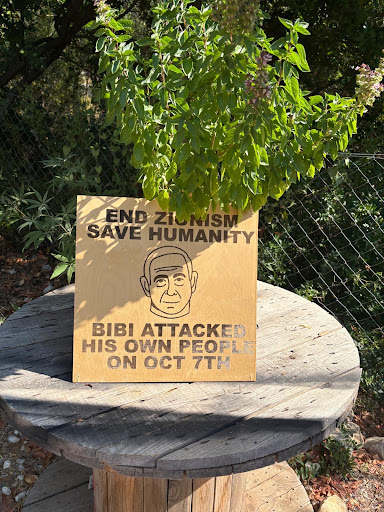 END ZIONISM
SAVE HUMANITY
BIBI ATTACKED
HIS OWN PEOPLE
ON OCT 7TH